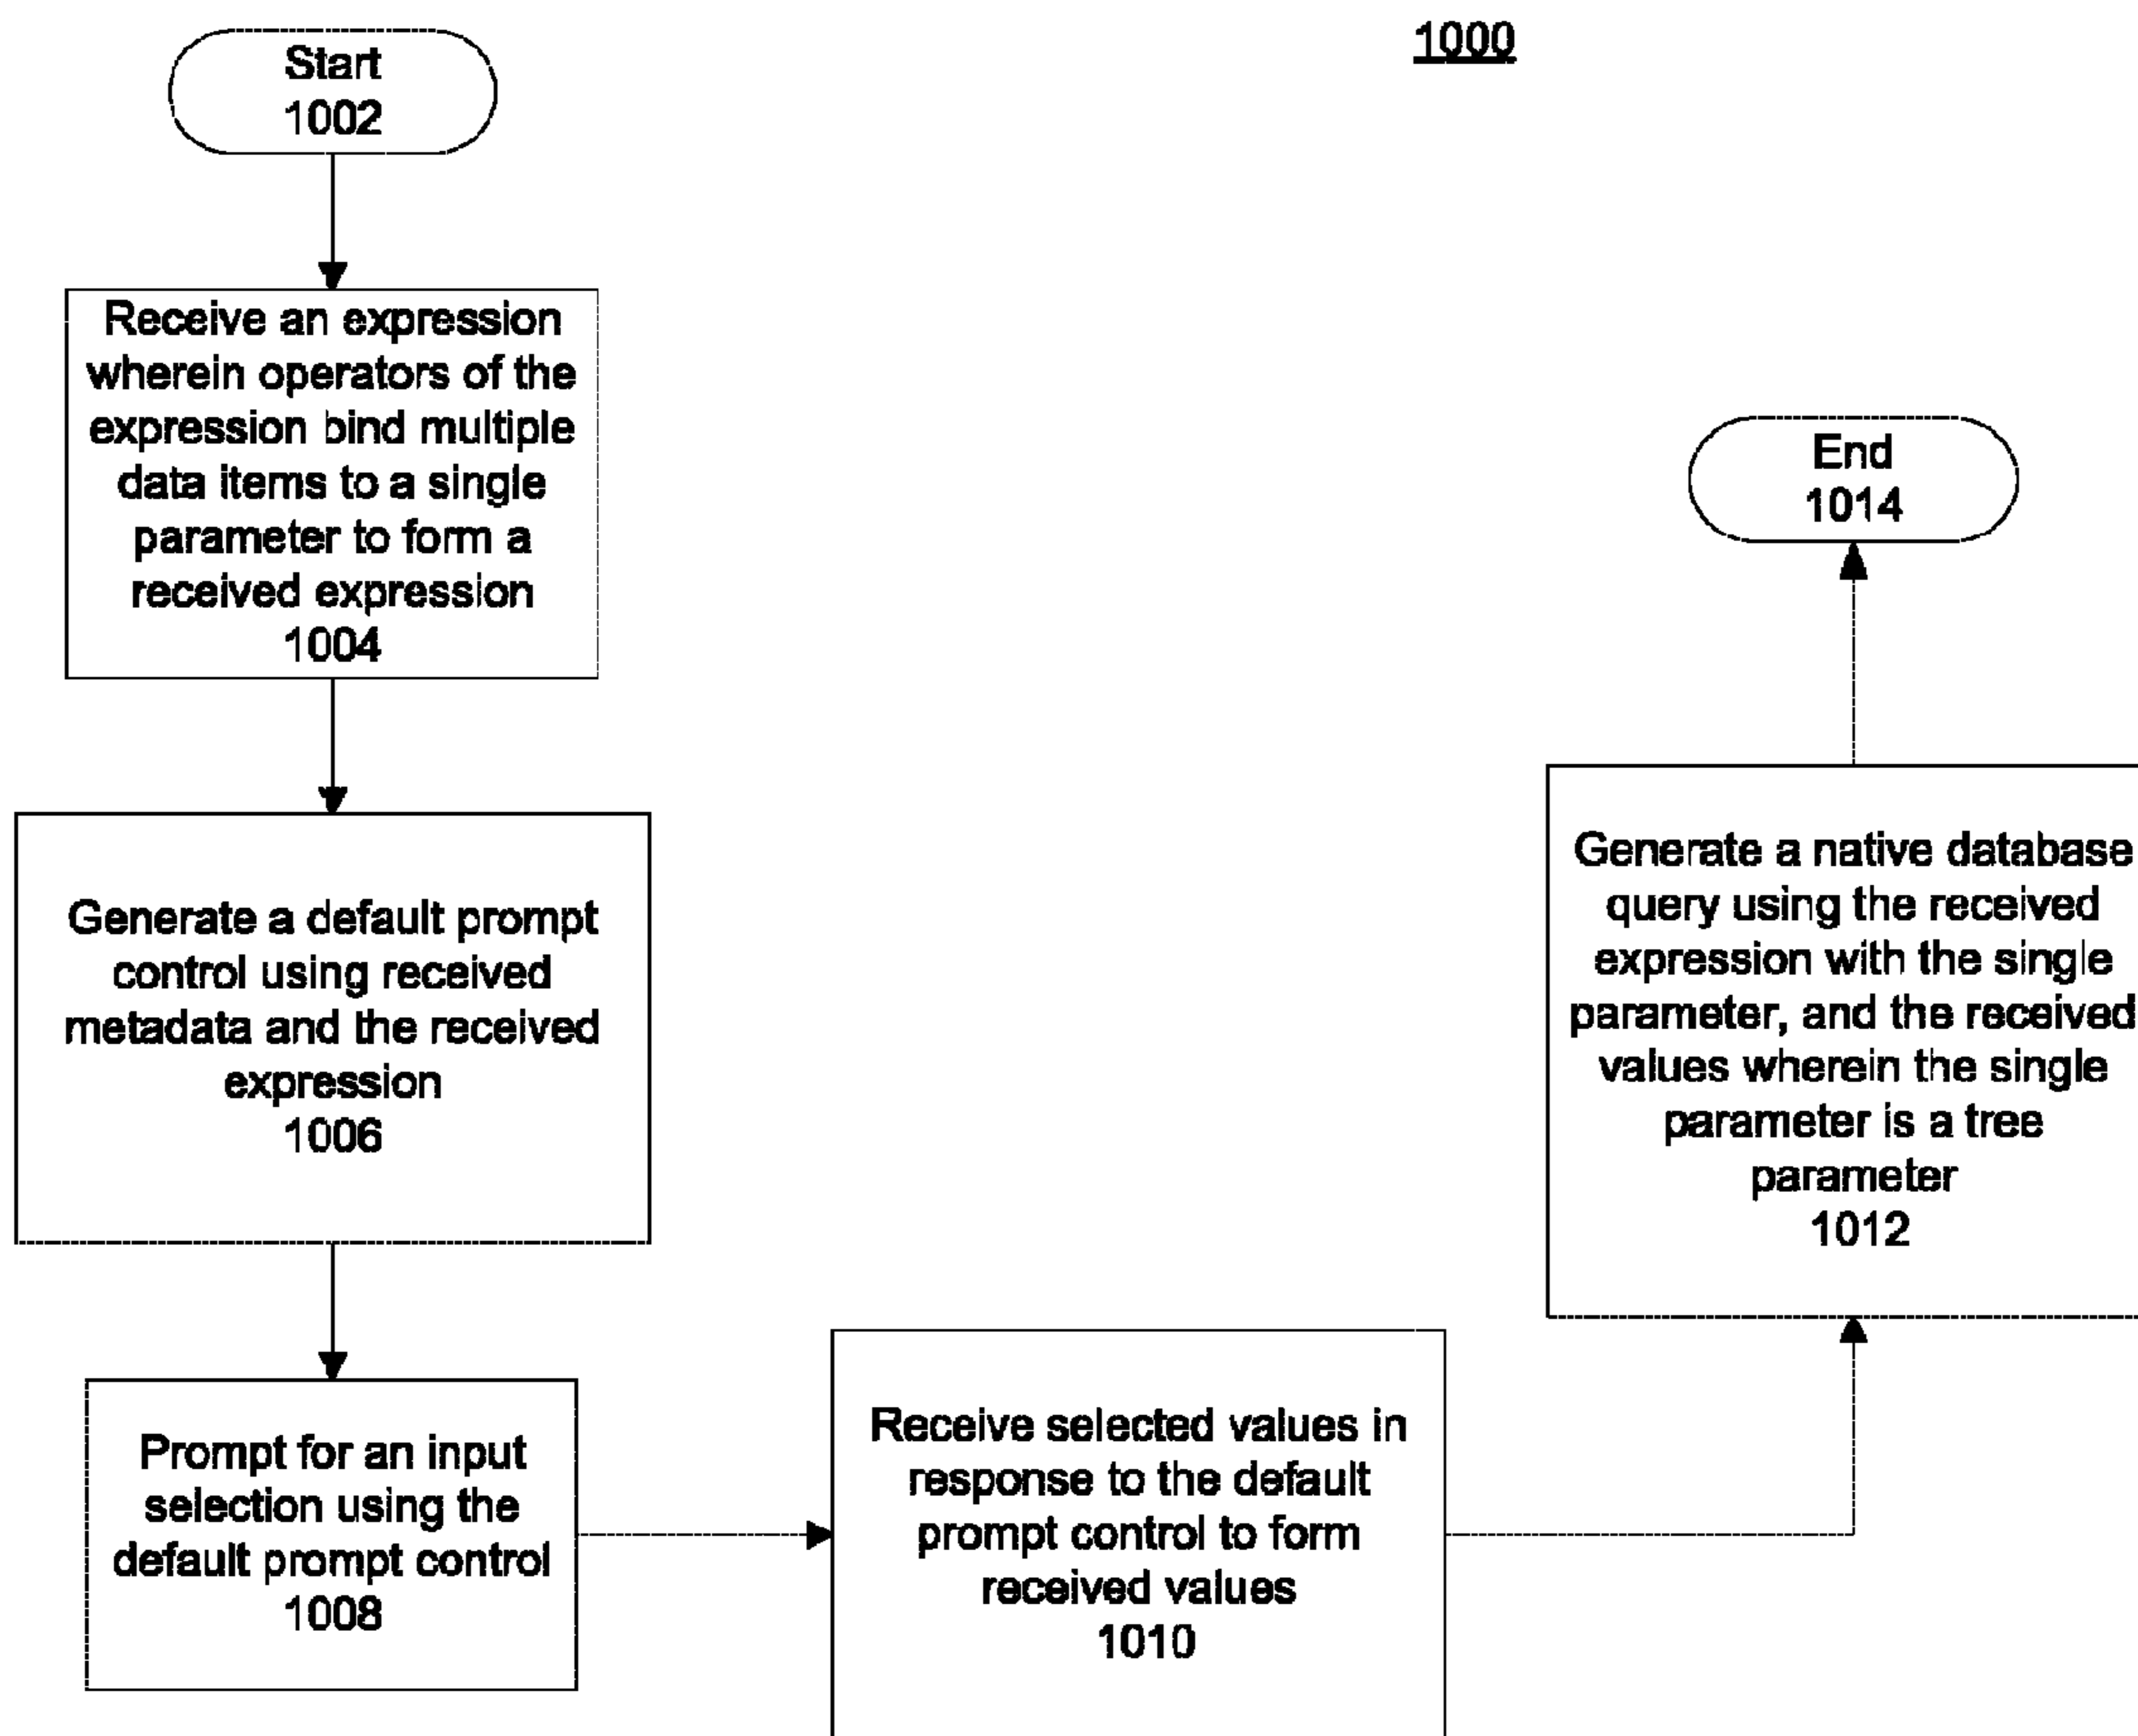 1000
Start
1002
Receive an expression
wherein operators of the
expression bind multiple
data items to a single
parameter to form a
received expression
1004
Generate a default prompt
control using received
metadata and the received
expression
1006
Prompt for an input
selection using the
default prompt control
1008
Receive selected values in
response to the default
prompt control to form
received values
1010
Generate a native database
query using the received
expression with the single
parameter, and the received
values wherein the single
parameter is a tree
parameter
1012
End
1014